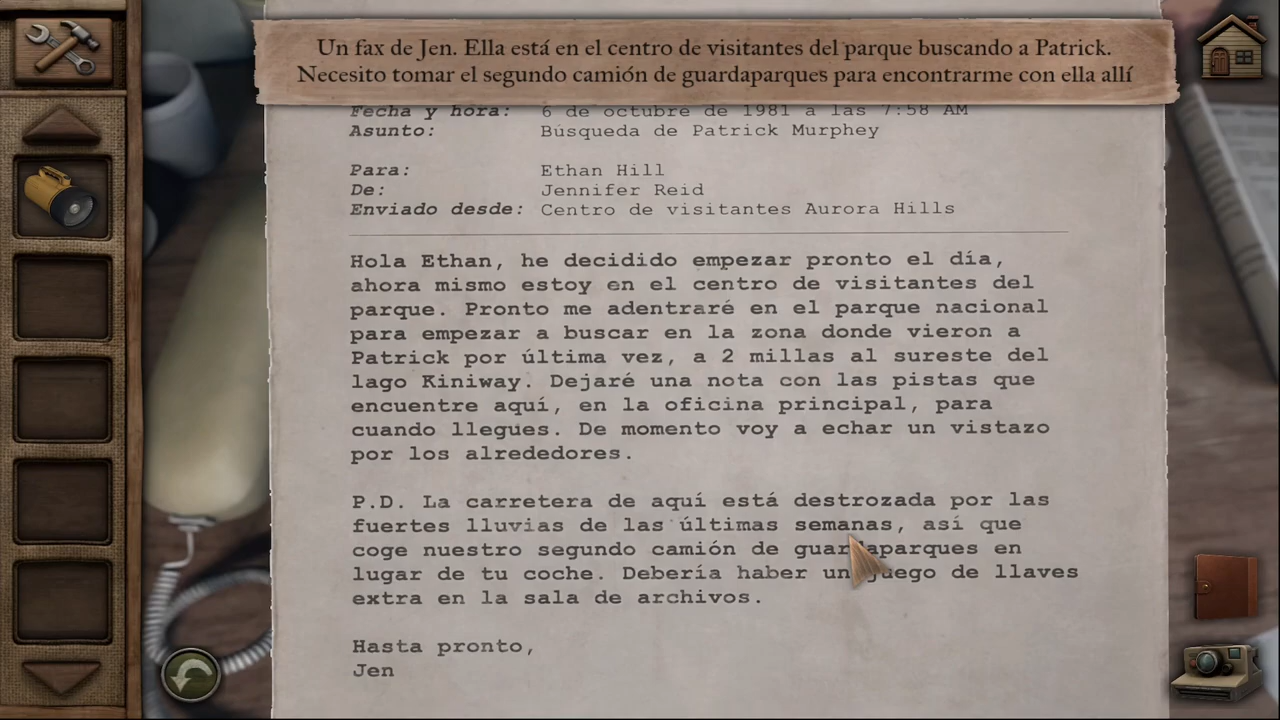 Un fax de Jen. Ella está en el centro de visitantes del parque buscando a Patrick.
Necesito tomar el segundo camión de guardaparques para encontrarme con ella allí
Fecha y hora: 6 de octubre de 1981 a las 7:58 AM
Asunto: Búsqueda de Patrick Murphey
Para: Ethan Hill
De: Jennifer Reid
Enviado desde: Centro de visitantes Aurora Hills
Hola Ethan, he decidido empezar pronto el día,
ahora mismo estoy en el centro de visitantes del
parque. Pronto me adentraré en el parque nacional
para empezar a buscar en la zona donde vieron a
Patrick por última vez, a 2 millas al sureste del
lago Kiniway. Dejaré una nota con las pistas que
encuentre aquí, en la oficina principal, para
cuando llegues. De momento voy a echar un vistazo
por los alrededores.
P.D. La carretera de aquí está destrozada por las
fuertes lluvias de las últimas semanas, así que
coge nuestro segundo camión de guardaparques en
lugar de tu coche. Debería haber un juego de llaves
extra en la sala de archivos.
Hasta pronto,
Jen